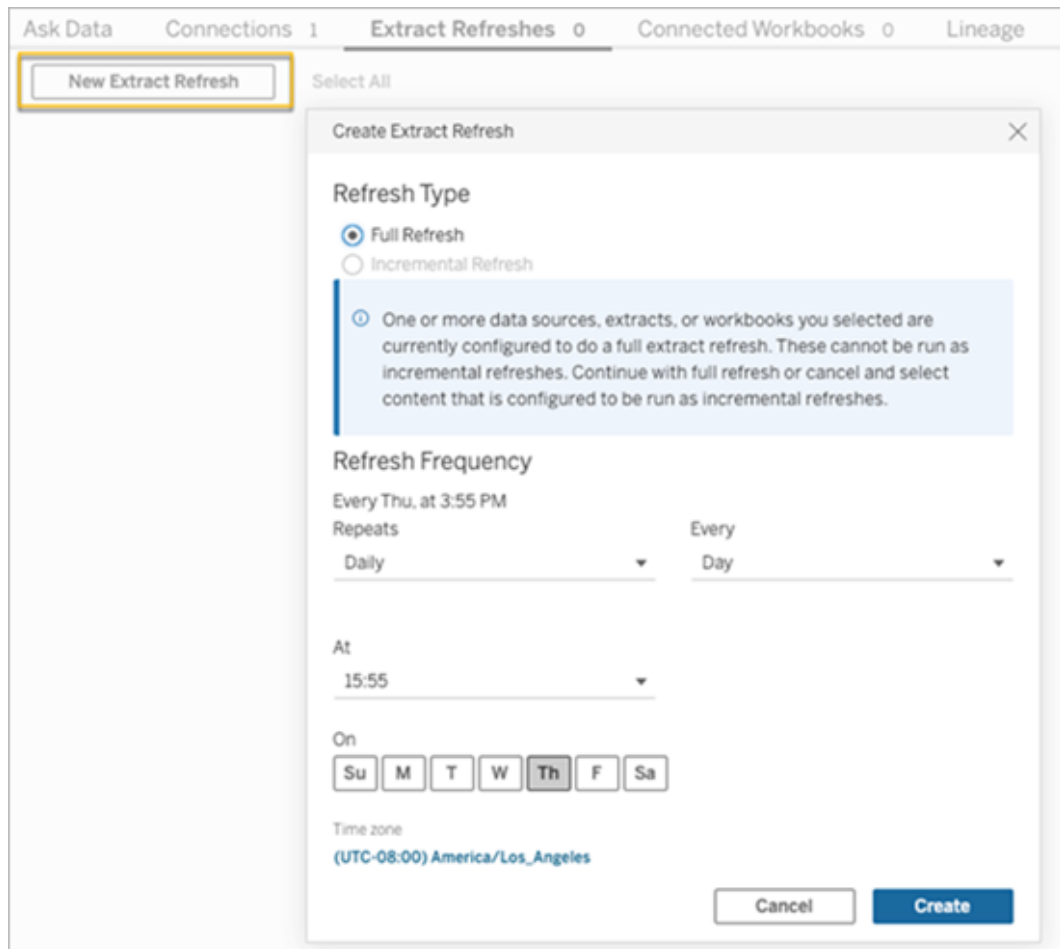 Ask Data Connections 1 Extract Refreshes 0 Connected Workbooks 0 Lineage
New Extract Refresh Select All
Create Extract Refresh
Refresh Type
Full Refresh
Incremental Refresh
One or more data sources, extracts, or workbooks you selected are
currently configured to do a full extract refresh. These cannot be run as
incremental refreshes. Continue with full refresh or cancel and select
content that is configured to be run as incremental refreshes.
Refresh Frequency
Every Thu, at 3:55 PM
Repeats Every
Daily Day
At
15:55
On
Su M T W Th F Sa
Time zone
(UTC-08:00) America/Los_Angeles
Cancel Create